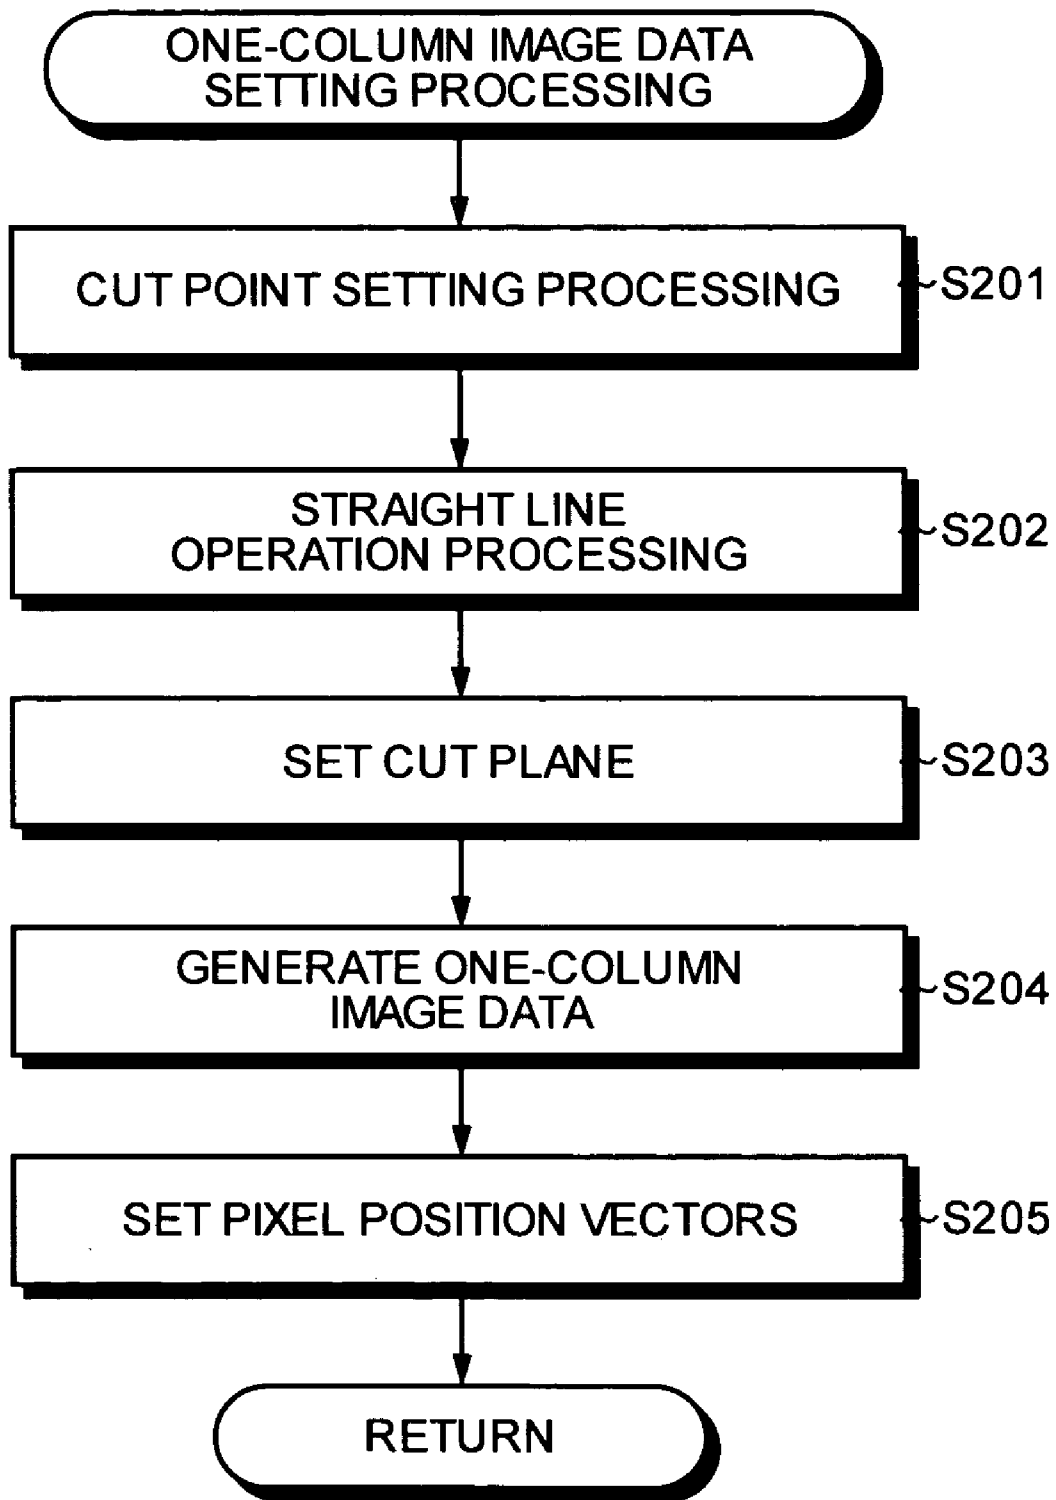 ONE-COLUMN IMAGE DATA
SETTING PROCESSING
CUT POINT SETTING PROCESSING
S201
STRAIGHT LINE
OPERATION PROCESSING
S202
SET CUT PLANE
S203
GENERATE ONE-COLUMN
IMAGE DATA
S204
SET PIXEL POSITION VECTORS
S205
RETURN